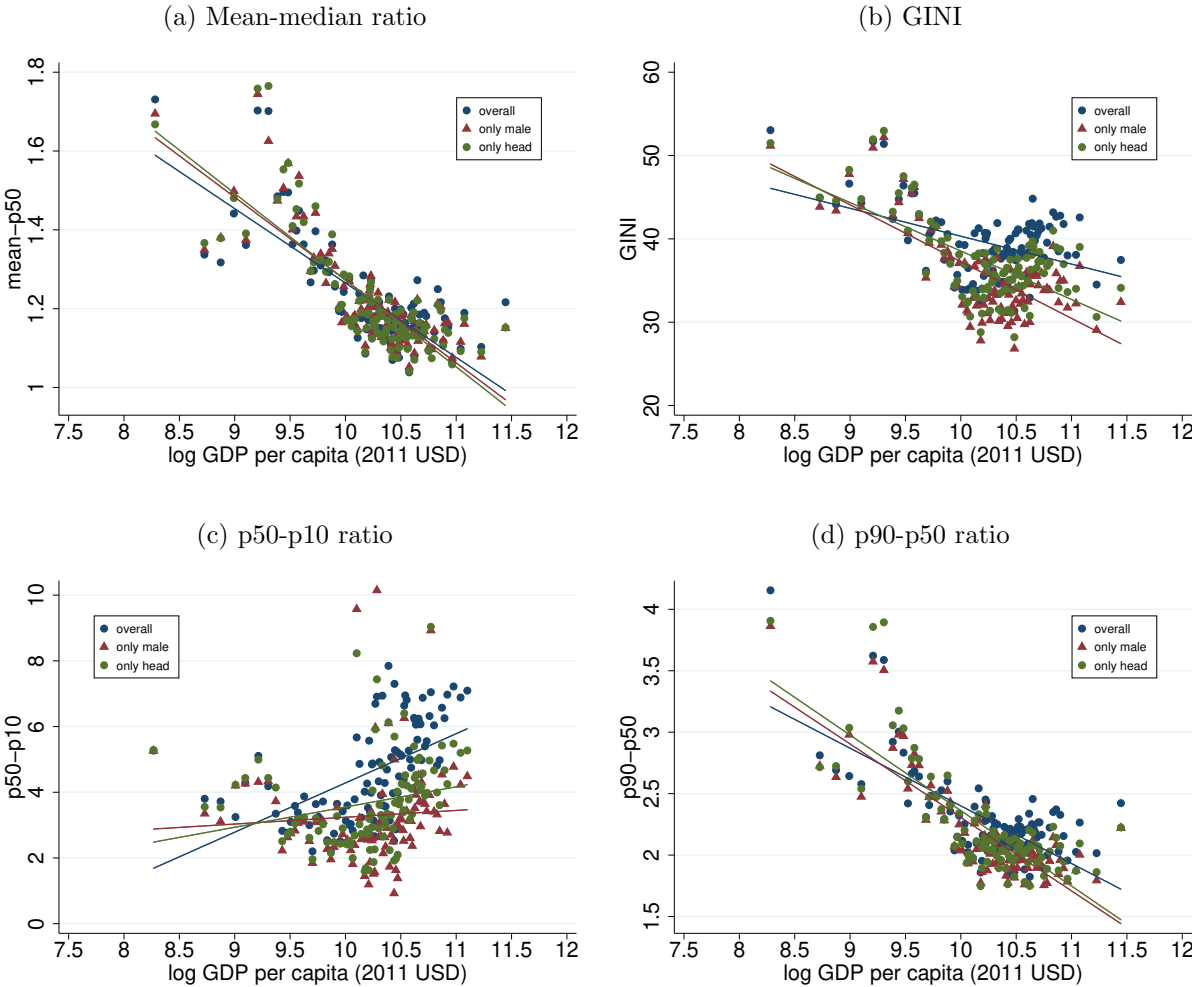 (a) Mean-median ratio
mean–p50
1.8
1.6
1.4
1.2
1
overall
only male
only head
7.5 8 8.5 9 9.5 10 10.5 11 11.5 12
log GDP per capita (2011 USD)
(b) GINI
GINI
60
50
40
30
20
overall
only male
only head
7.5 8 8.5 9 9.5 10 10.5 11 11.5 12
log GDP per capita (2011 USD)
(c) p50-p10 ratio
p50–p10
10
8
6
4
2
0
overall
only male
only head
7.5 8 8.5 9 9.5 10 10.5 11 11.5 12
log GDP per capita (2011 USD)
(d) p90-p50 ratio
p90–p50
4
3.5
3
2.5
2
1.5
overall
only male
only head
7.5 8 8.5 9 9.5 10 10.5 11 11.5 12
log GDP per capita (2011 USD)